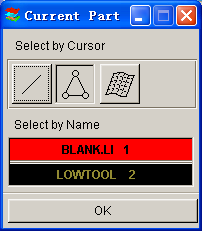 Current Part
Select by Cursor
Select by Name
BLANK.LI 1
LOWTOOL 2
OK